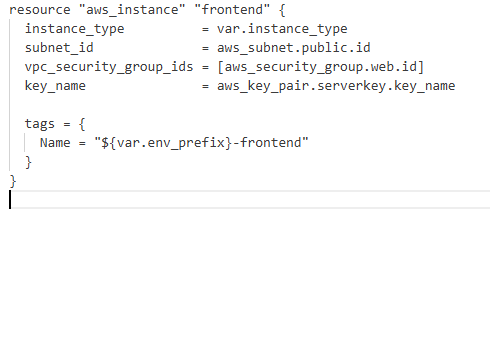 resource "aws_instance" "frontend" {
  instance_type          = var.instance_type
  subnet_id              = aws_subnet.public.id
  vpc_security_group_ids = [aws_security_group.web.id]
  key_name               = aws_key_pair.serverkey.key_name

  tags = {
    Name = "${var.env_prefix}-frontend"
  }
}